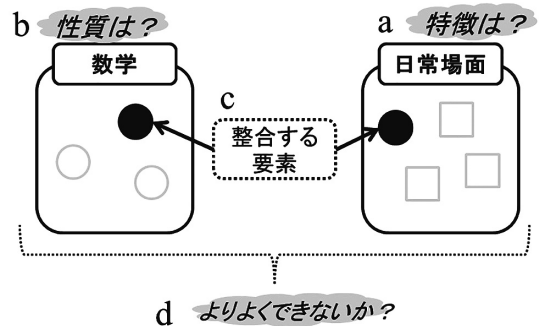 b 性質は？
a 特徴は？
数学
日常場面
c
整合する
要素
d よりよくできないか？